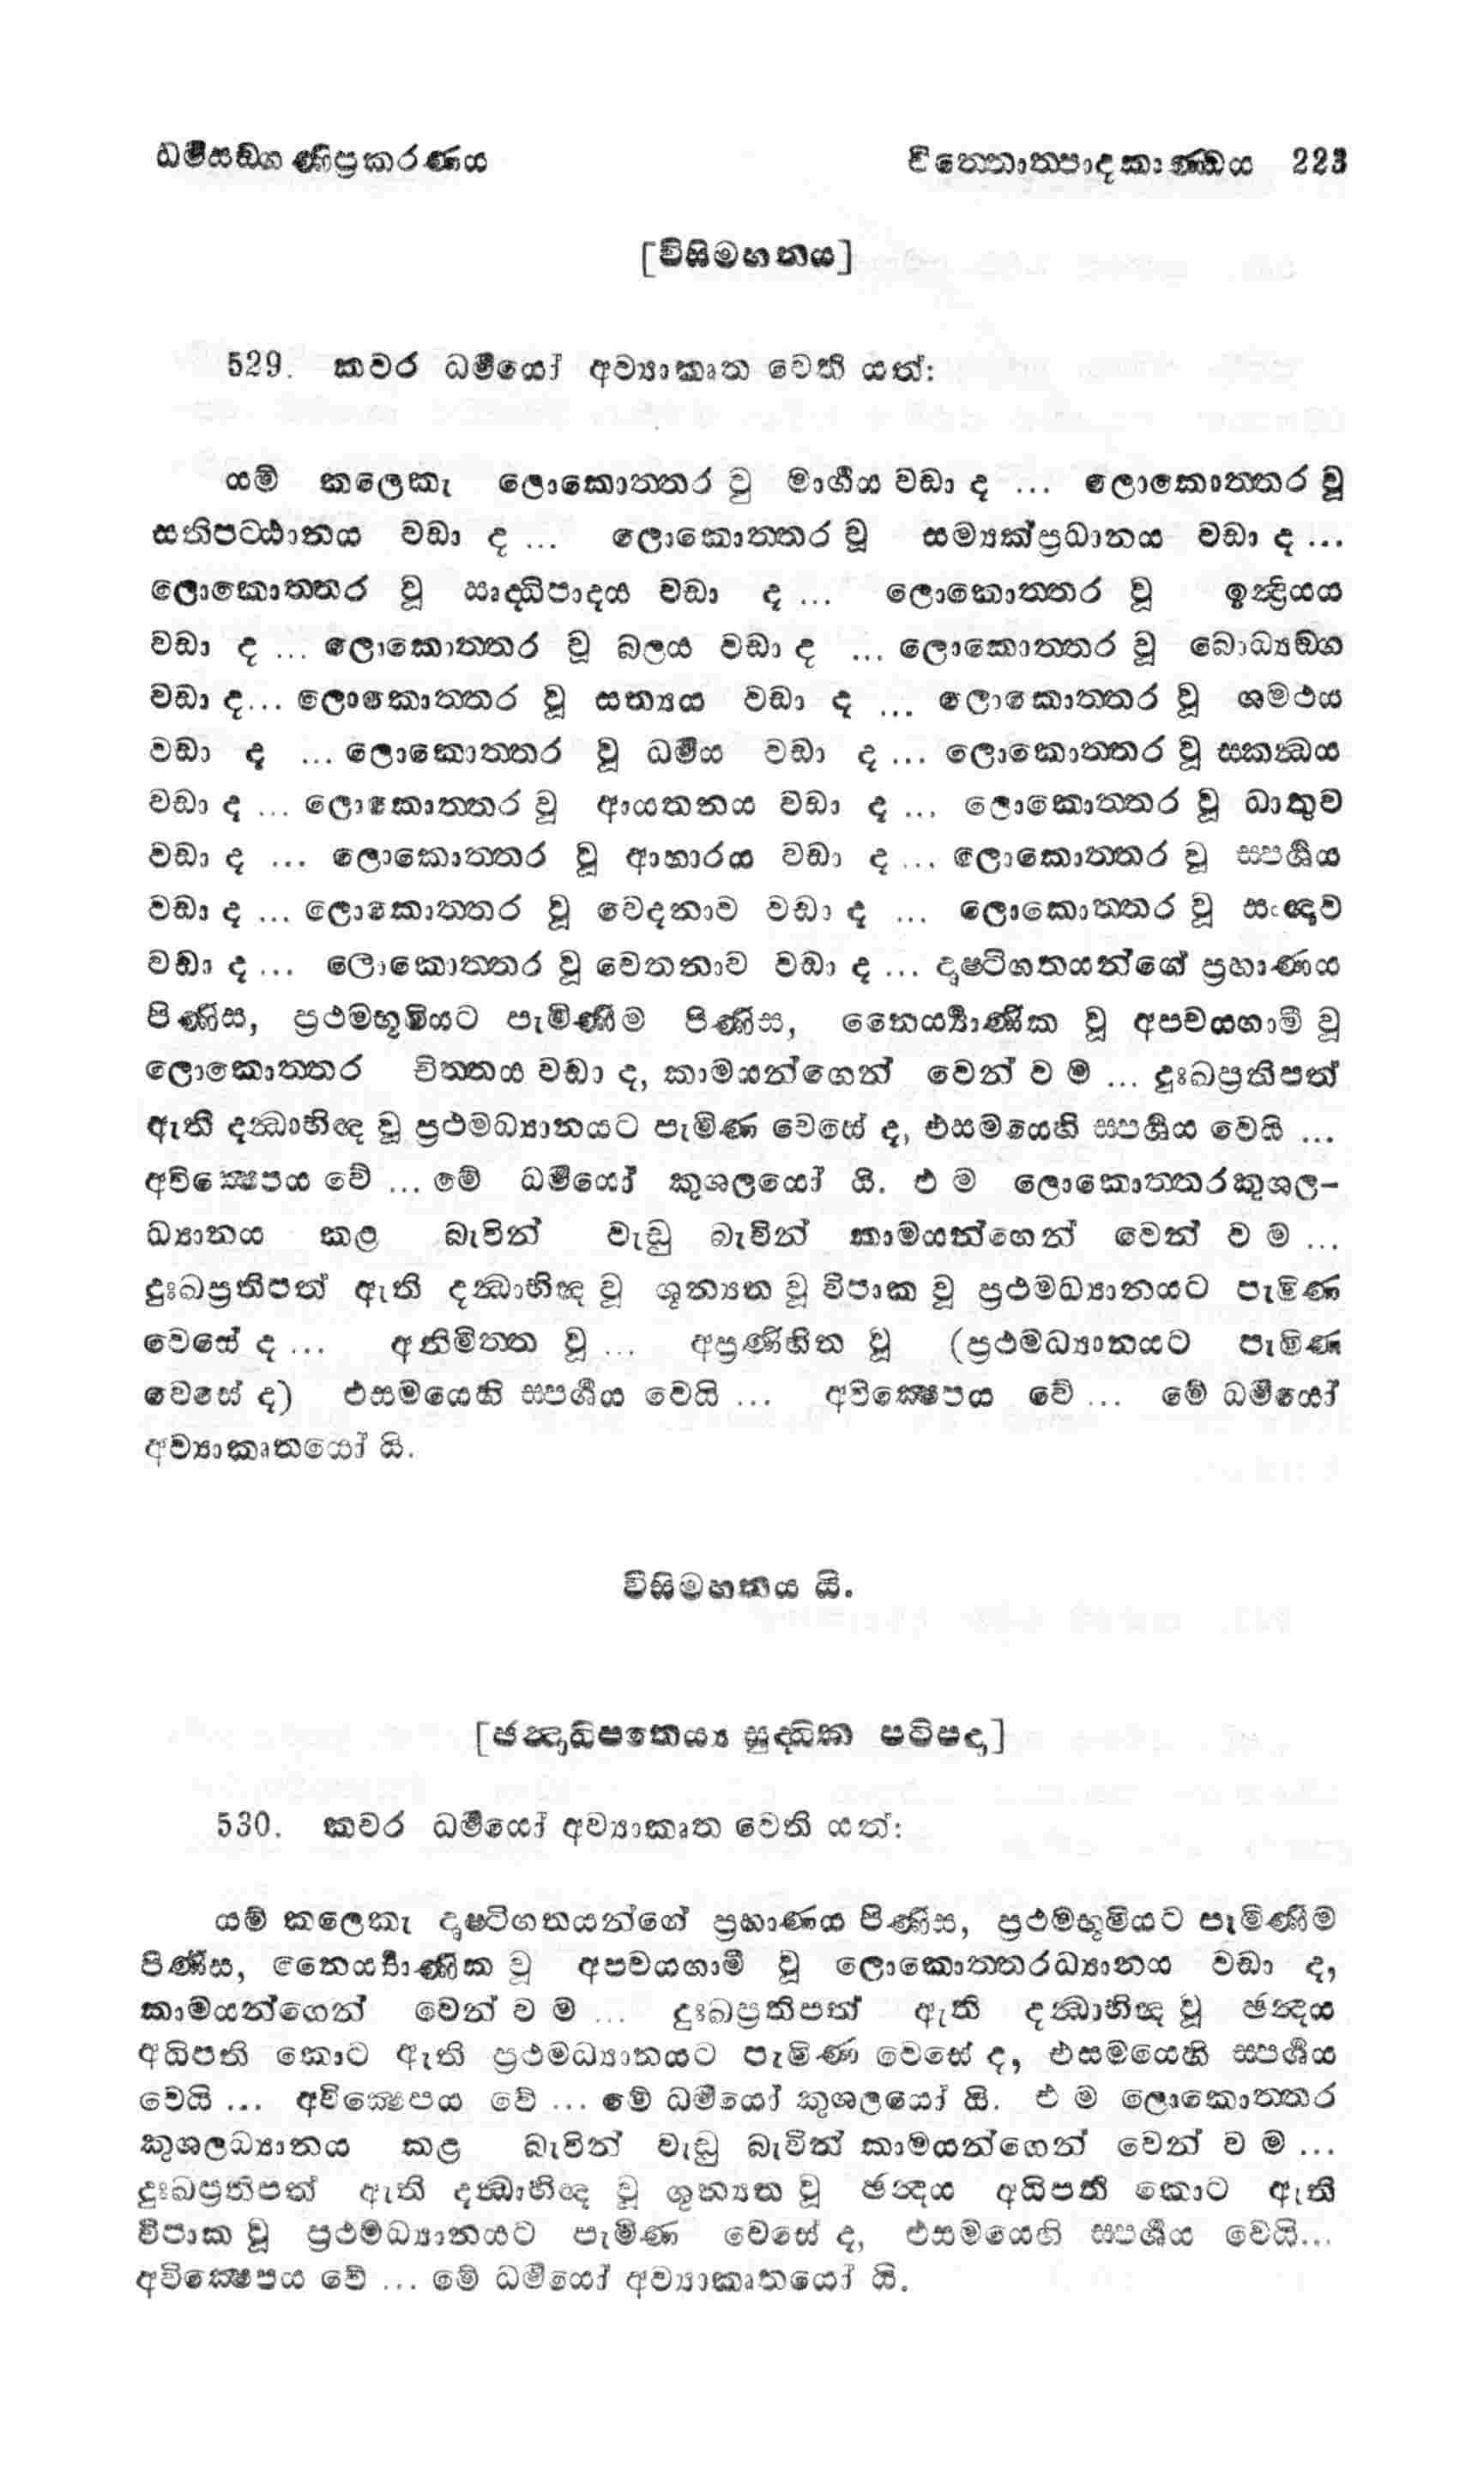 ධර්මසඞ්ගණිප්‍රකරණය චිත්තොත්පාදකාණ්ඩය 223
[විසිමහනය]
529. කවර ධර්මයෝ අව්‍යාකෘත වෙති යත්:
යම් කලෙකැ ලොකොත්තර වූ මාර්ගය වඩා ද ... ලොකොත්තර වූ
සතිපට්ඨානය වඩා ද ... ලොකොත්තර වූ සම්‍යක්ප්‍රධානය වඩා ද ...
ලොකොත්තර වූ ඍද්ධිපාදය වඩා ද ... ලොකොත්තර වූ ඉන්ද්‍රියය
වඩා ද ... ලොකොත්තර වූ බලය වඩා ද ... ලොකොත්තර වූ බොධ්‍යඞ්ග
වඩා ද... ලොකොත්තර වූ සත්‍යය වඩා ද ... ලොකොත්තර වූ ශමථය
වඩා ද ... ලොකොත්තර වූ ධර්මය වඩා ද ... ලොකොත්තර වූ ස්කන්ධය
වඩා ද ... ලොකොත්තර වූ ආයතනය වඩා ද ... ලොකොත්තර වූ ධාතුව
වඩා ද ... ලොකොත්තර වූ ආහාරය වඩා ද ... ලොකොත්තර වූ ස්පර්ශය
වඩා ද ... ලොකොත්තර වූ වෙදනාව වඩා ද ... ලොකොත්තර වූ සංඥාව
වඩා ද ... ලොකොත්තර වූ චෙතනාව වඩා ද ... දෘෂ්ටිගතයන්ගේ ප්‍රහාණය
පිණිස, ප්‍රථමභූමියට පැමිණීම පිණිස, නෛර්ය්‍යාණික වූ අපචයගාමී වූ
ලොකොත්තර චිත්තය වඩා ද, කාමයන්ගෙන් වෙන් ව ම ... දුඃඛප්‍රතිපත්
ඇති දන්ධාභිඥ වූ ප්‍රථමධ්‍යානයට පැමිණ වෙසේ ද, එසමයෙහි ස්පර්ශය වෙයි ...
අවික්ෂෙපය වේ ... මේ ධර්මයෝ කුශලයෝ යි. එ ම ලොකොත්තරකුශල-
ධ්‍යානය කළ බැවින් වැඩු බැවින් කාමයන්ගෙන් වෙන් ව ම ...
දුඃඛප්‍රතිපත් ඇති දන්ධාභිඥ වූ ශූන්‍යත වූ විපාක වූ ප්‍රථමධ්‍යානයට පැමිණ
වෙසේ ද ... අනිමිත්ත වූ ... අප්‍රණිහිත වූ (ප්‍රථමධ්‍යානයට පැමිණ
වෙසේ ද) එසමයෙහි ස්පර්ශය වෙයි ... අවික්ෂෙපය වේ ... මේ ධර්මයෝ
අව්‍යාකෘතයෝ යි.
විසිමහනය යි.
[ඡන්‍දාධිපතෙය්‍ය සුද්ධික පටිපදා]
530. කවර ධර්මයෝ අව්‍යාකෘත වෙති යත්:
යම් කලෙකැ දෘෂ්ටිගතයන්ගේ ප්‍රහාණය පිණිස, ප්‍රථමභූමියට පැමිණීම
පිණිස, නෛර්ය්‍යාණික වූ අපචයගාමී වූ ලොකොත්තරධ්‍යානය වඩා ද,
කාමයන්ගෙන් වෙන් ව ම ... දුඃඛප්‍රතිපත් ඇති දන්ධාභිඥ වූ ඡන්‍දය
අධිපති කොට ඇති ප්‍රථමධ්‍යානයට පැමිණ වෙසේ ද, එසමයෙහි ස්පර්ශය
වෙයි ... අවික්ෂෙපය වේ ... මේ ධර්මයෝ කුශලයෝ යි. එ ම ලොකොත්තර
කුශලධ්‍යානය කළ බැවින් වැඩු බැවින් කාමයන්ගෙන් වෙන් ව ම ...
දුඃඛප්‍රතිපත් ඇති දන්ධාභිඥ වූ ශූන්‍යත වූ ඡන්‍දය අධිපති කොට ඇති
විපාක වූ ප්‍රථමධ්‍යානයට පැමිණ වෙසේ ද, එසමයෙහි ස්පර්ශය වෙයි...
අවික්ෂෙපය වේ ... මේ ධර්මයෝ අව්‍යාකෘතයෝ යි.